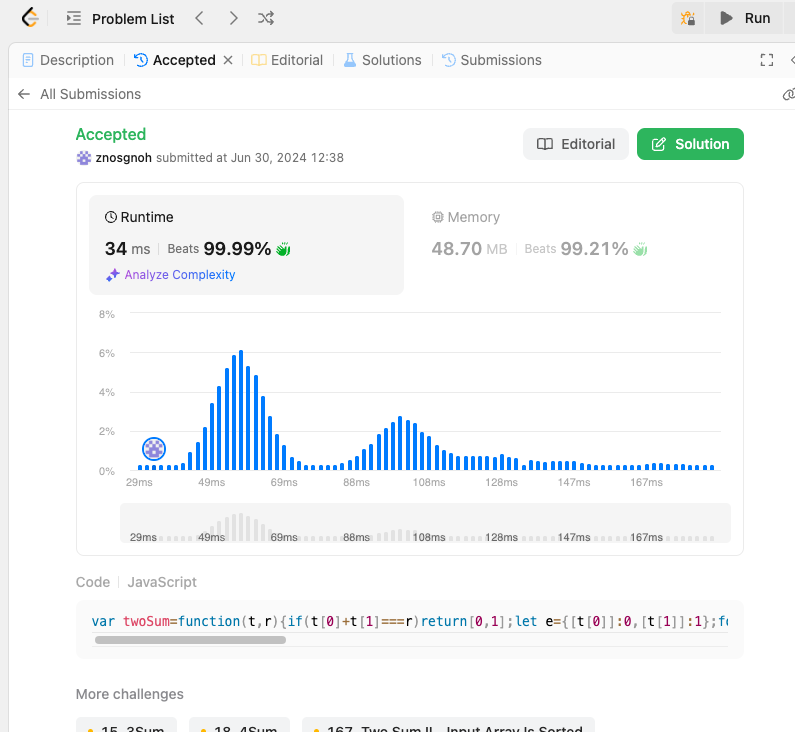 Problem List Run
Description Accepted Editorial Solutions Submissions
All Submissions
Accepted
znosgnoh submitted at Jun 30, 2024 12:38
Editorial
Solution
Runtime
34 ms Beats 99.99%
Analyze Complexity
Memory
48.70 MB Beats 99.21%
8%
6%
4%
2%
0%
29ms 49ms 69ms 88ms 108ms 128ms 147ms 167ms
29ms 49ms 69ms 88ms 108ms 128ms 147ms 167ms
Code JavaScript
var twoSum=function(t,r){if(t[0]+t[1]===r)return[0,1];let e={[t[0]]:0,[t[1]]:1};fo
More challenges
15. 3Sum 18. 4Sum 167. Two Sum II - Input Array Is Sorted